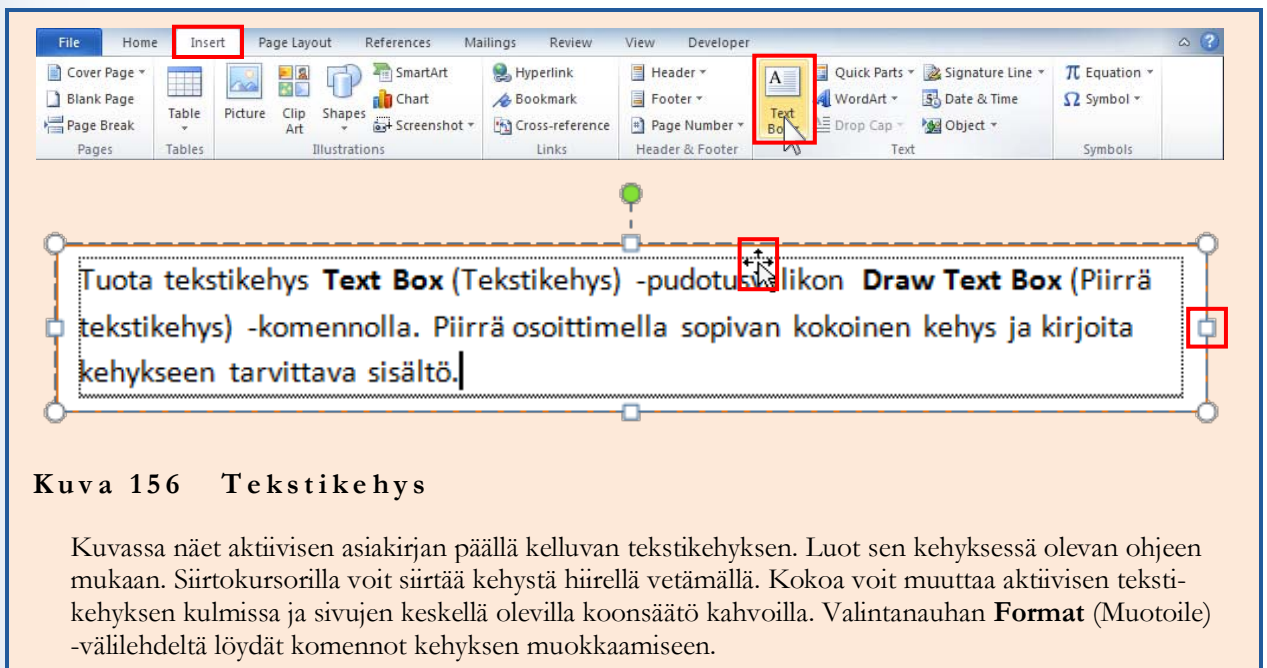 File Home Insert Page Layout References Mailings Review View Developer
Cover Page SmartArt Hyperlink Header Quick Parts Signature Line π Equation
Blank Page Chart Bookmark Footer WordArt Date & Time Ω Symbol
Page Break Table Picture Clip Art Shapes Screenshot Cross-reference Page Number Text Box Drop Cap Object
Pages Tables Illustrations Links Header & Footer Text Symbols
Tuota tekstikehys Text Box (Tekstikehys) -pudotusvalikon Draw Text Box (Piirrä
tekstikehys) -komennolla. Piirrä osoittimella sopivan kokoinen kehys ja kirjoita
kehykseen tarvittava sisältö.
Kuva 156 Tekstikehys
Kuvassa näet aktiivisen asiakirjan päällä kelluvan tekstikehyksen. Luot sen kehyksessä olevan ohjeen
mukaan. Siirtokursorilla voit siirtää kehystä hiirellä vetämällä. Kokoa voit muuttaa aktiivisen teksti-
kehyksen kulmissa ja sivujen keskellä olevilla koonsäätö kahvoilla. Valintanauhan Format (Muotoile)
-välilehdeltä löydät komennot kehyksen muokkaamiseen.